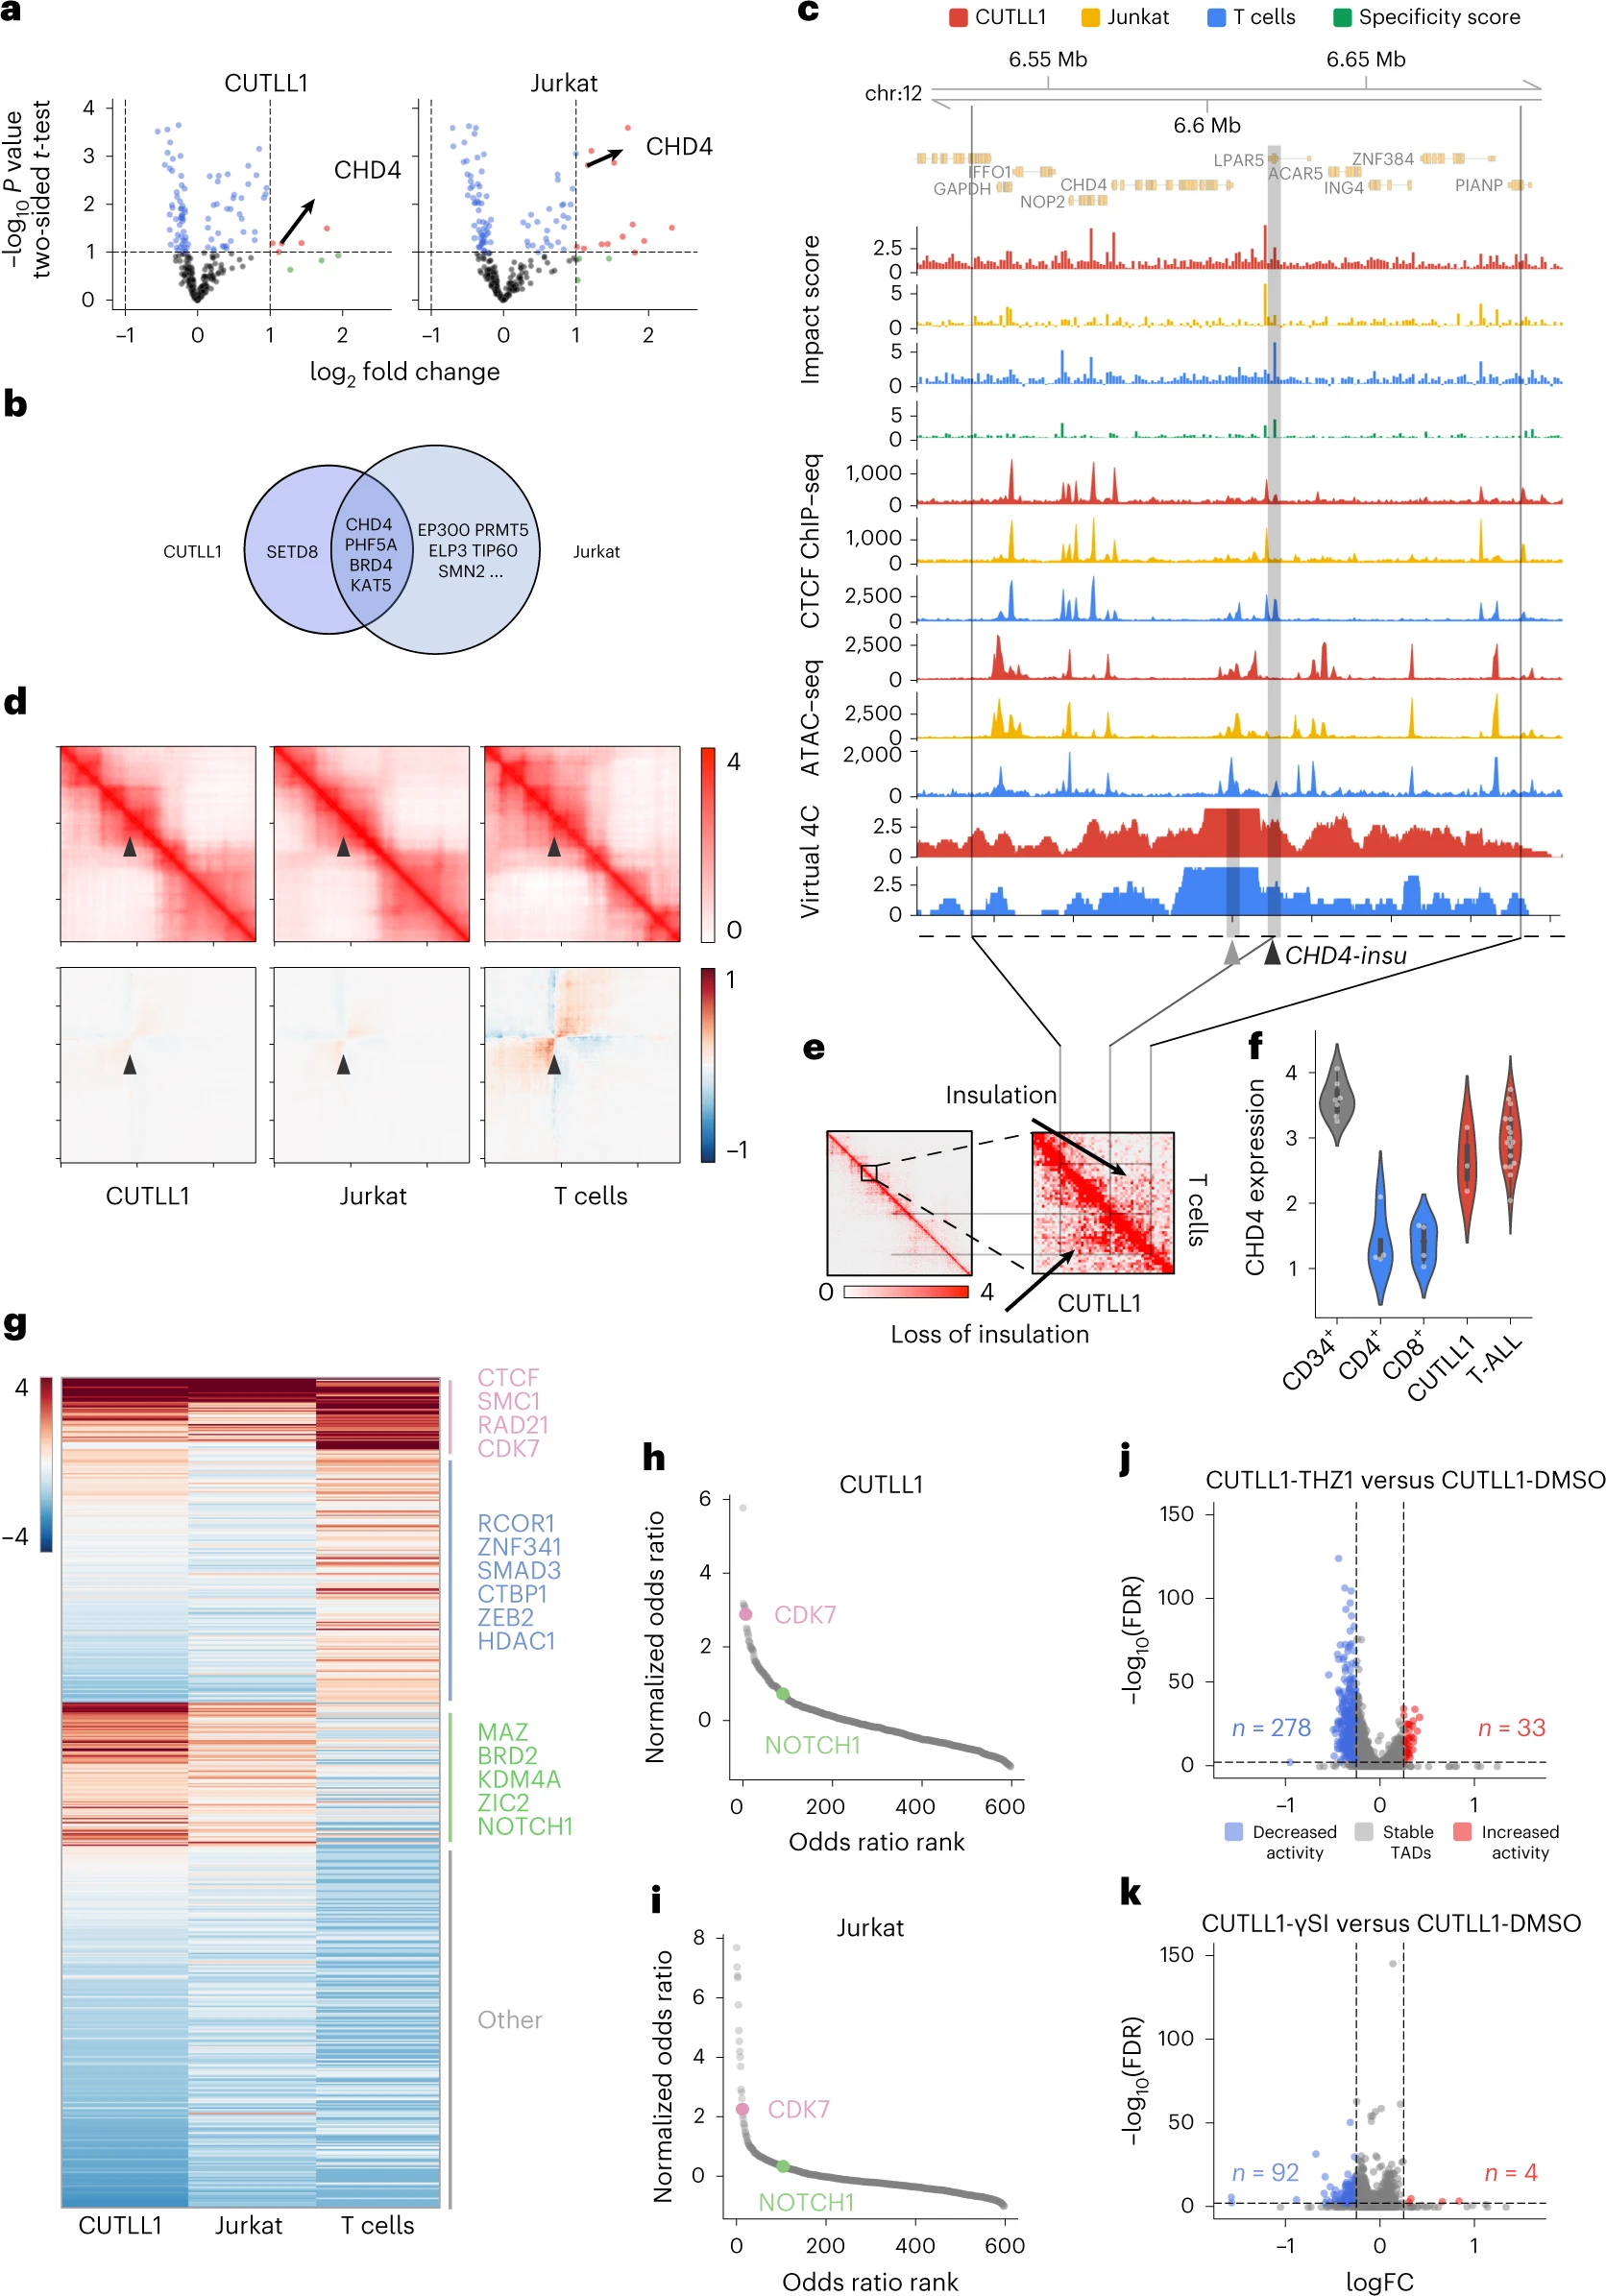 a
CUTLL1
Jurkat
−log10 P value
two-sided t-test
4
3
2
1
0
CHD4
CHD4
−1
0
1
2
−1
0
1
2
log2 fold change
b
CUTLL1
SETD8
CHD4
PHF5A
BRD4
KAT5
EP300 PRMT5
ELP3 TIP60
SMN2 ...
Jurkat
c
CUTLL1
Junkat
T cells
Specificity score
6.55 Mb
6.65 Mb
chr:12
6.6 Mb
LPAR5
ZNF384
IFFO1
ACAR5
GAPDH
CHD4
ING4
PIANP
NOP2
Impact score
2.5
0
5
0
5
0
5
0
CTCF ChIP−seq
1,000
0
1,000
0
2,500
0
ATAC−seq
2,500
0
2,500
0
2,000
0
Virtual 4C
2.5
0
2.5
0
CHD4-insu
d
4
0
1
−1
CUTLL1
Jurkat
T cells
e
Insulation
T cells
0
4
CUTLL1
Loss of insulation
f
CHD4 expression
4
3
2
1
CD34+
CD4+
CD8+
CUTLL1
T-ALL
g
4
−4
CTCF
SMC1
RAD21
CDK7
RCOR1
ZNF341
SMAD3
CTBP1
ZEB2
HDAC1
MAZ
BRD2
KDM4A
ZIC2
NOTCH1
Other
CUTLL1
Jurkat
T cells
h
CUTLL1
Normalized odds ratio
6
4
2
0
CDK7
NOTCH1
0
200
400
600
Odds ratio rank
i
Jurkat
Normalized odds ratio
8
6
4
2
0
CDK7
NOTCH1
0
200
400
600
Odds ratio rank
j
CUTLL1-THZ1 versus CUTLL1-DMSO
−log10(FDR)
150
100
50
0
n = 278
n = 33
−1
0
1
Decreased
activity
Stable
TADs
Increased
activity
k
CUTLL1-γSI versus CUTLL1-DMSO
−log10(FDR)
150
100
50
0
n = 92
n = 4
−1
0
1
logFC